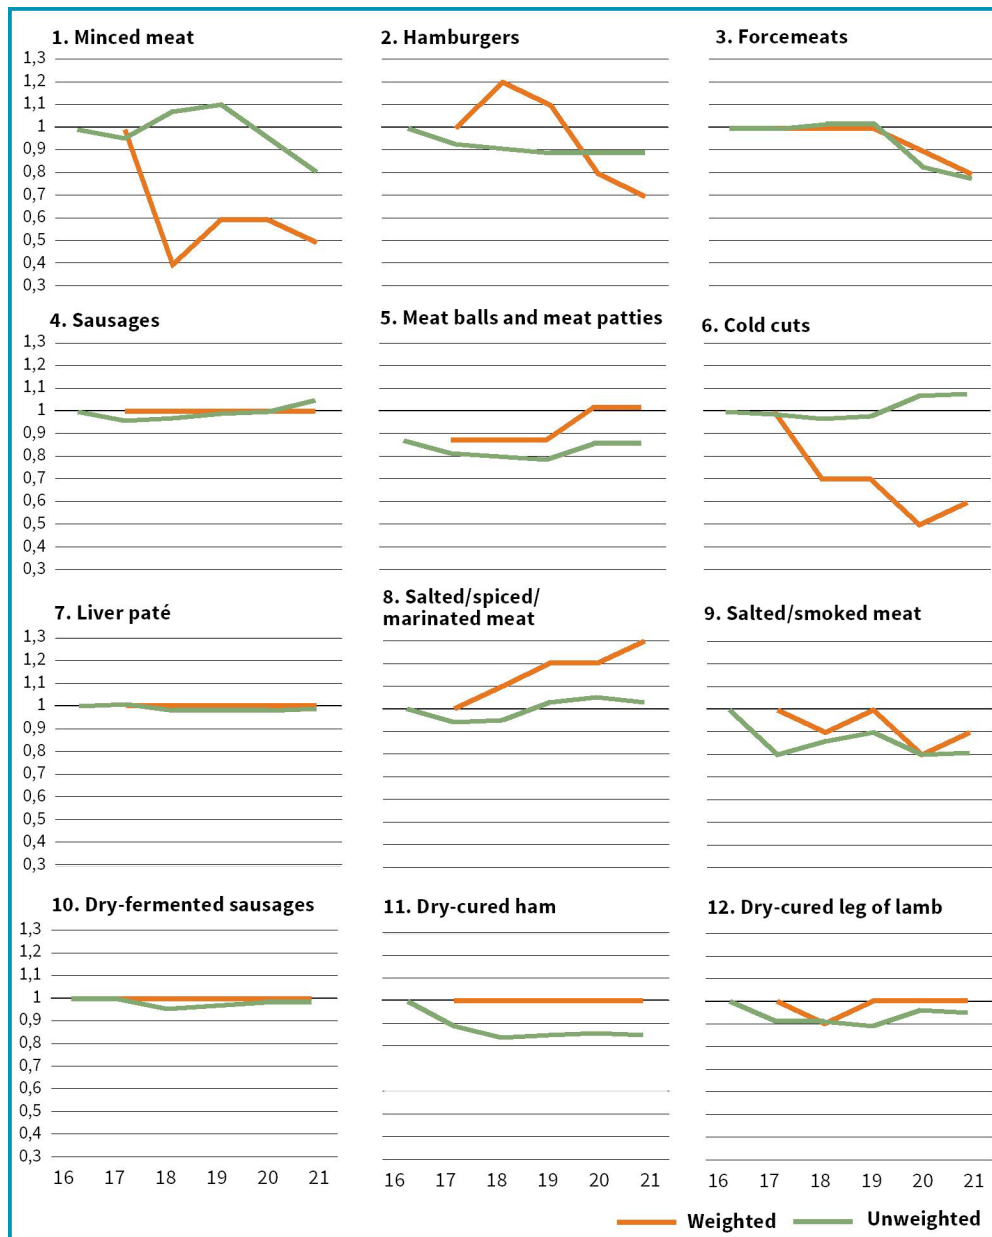 1. Minced meat
2. Hamburgers
3. Forcemeats
1,3
1,2
1,1
1
0,9
0,8
0,7
0,6
0,5
0,4
0,3
4. Sausages
5. Meat balls and meat patties
6. Cold cuts
1,3
1,2
1,1
1
0,9
0,8
0,7
0,6
0,5
0,4
0,3
7. Liver paté
8. Salted/spiced/
marinated meat
9. Salted/smoked meat
1,3
1,2
1,1
1
0,9
0,8
0,7
0,6
0,5
0,4
0,3
10. Dry-fermented sausages
11. Dry-cured ham
12. Dry-cured leg of lamb
1,3
1,2
1,1
1
0,9
0,8
0,7
0,6
0,5
0,4
0,3
16 17 18 19 20 21
16 17 18 19 20 21
16 17 18 19 20 21
Weighted
Unweighted